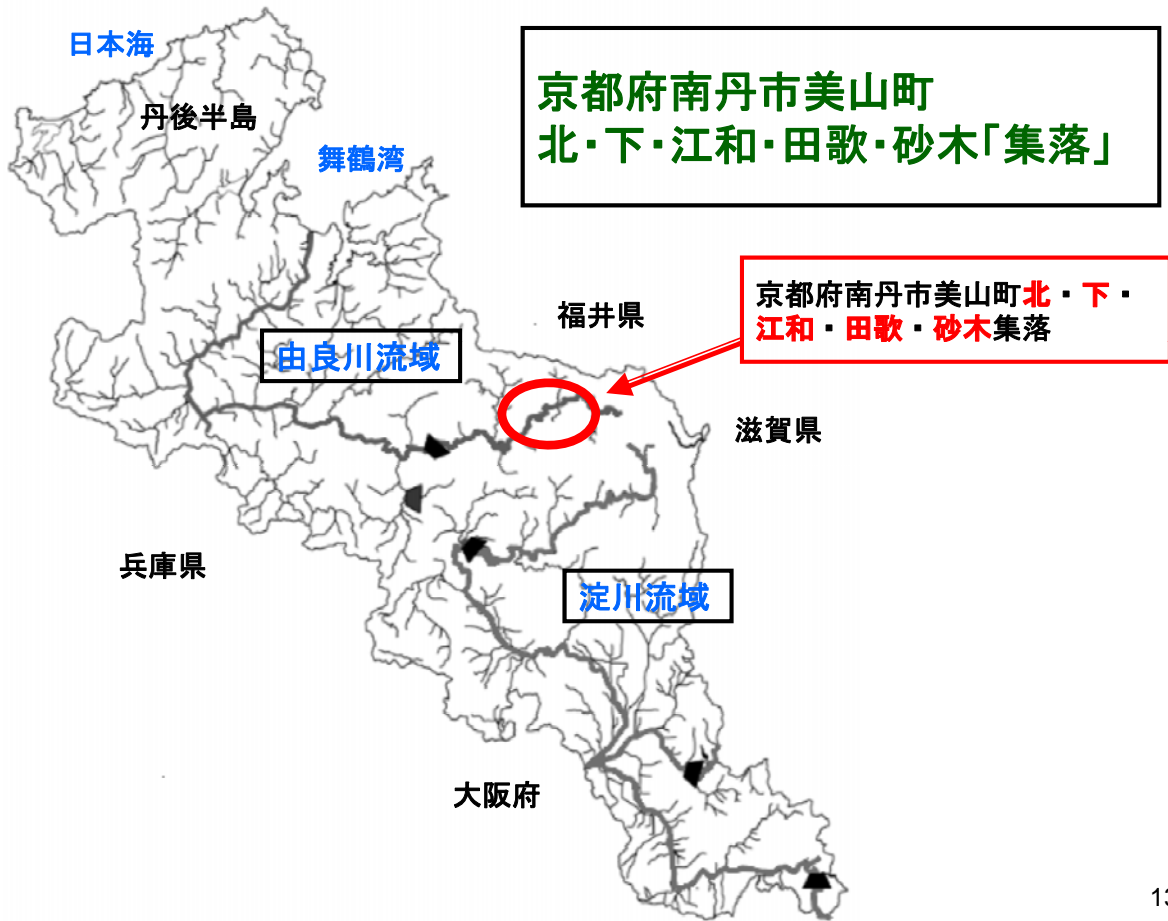 日本海
丹後半島
舞鶴湾
京都府南丹市美山町
北・下・江和・田歌・砂木「集落」
京都府南丹市美山町北・下・
江和・田歌・砂木集落
福井県
由良川流域
滋賀県
兵庫県
淀川流域
大阪府
13